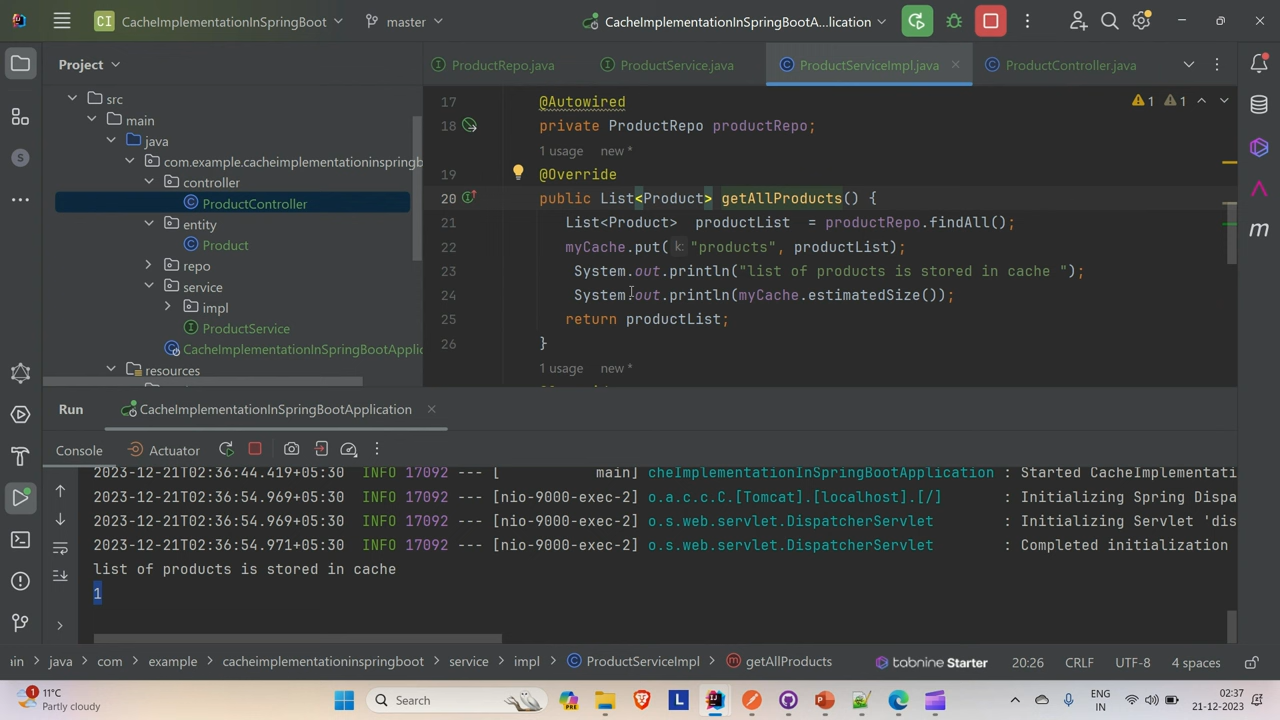 CI CacheImplementationInSpringBoot master CacheImplementationInSpringBootA...lication
Project
ProductRepo.java ProductService.java ProductServiceImpl.java ProductController.java
src
main
java
com.example.cacheimplementationinspringb
controller
ProductController
entity
Product
repo
service
impl
ProductService
CacheImplementationInSpringBootAppli
resources
1 1
17 @Autowired
18 private ProductRepo productRepo;
1 usage new *
19 @Override
20 public List<Product> getAllProducts() {
21 List<Product> productList = productRepo.findAll();
22 myCache.put( k: "products", productList);
23 System.out.println("list of products is stored in cache ");
24 System.out.println(myCache.estimatedSize());
25 return productList;
26 }
1 usage new *
Run CacheImplementationInSpringBootApplication
Console Actuator
2023-12-21T02:36:44.419+05:30 INFO 17092 --- [ main] cheImplementationInSpringBootApplication : Started CacheImplementati
2023-12-21T02:36:54.969+05:30 INFO 17092 --- [nio-9000-exec-2] o.a.c.c.C.[Tomcat].[localhost].[/] : Initializing Spring Dispa
2023-12-21T02:36:54.969+05:30 INFO 17092 --- [nio-9000-exec-2] o.s.web.servlet.DispatcherServlet : Initializing Servlet 'dis
2023-12-21T02:36:54.971+05:30 INFO 17092 --- [nio-9000-exec-2] o.s.web.servlet.DispatcherServlet : Completed initialization
list of products is stored in cache
1
ain java com example cacheimplementationinspringboot service impl ProductServiceImpl getAllProducts tabnine Starter 20:26 CRLF UTF-8 4 spaces
1 11°C
Partly cloudy
Search
PRE
L
ENG
IN
02:37
21-12-2023